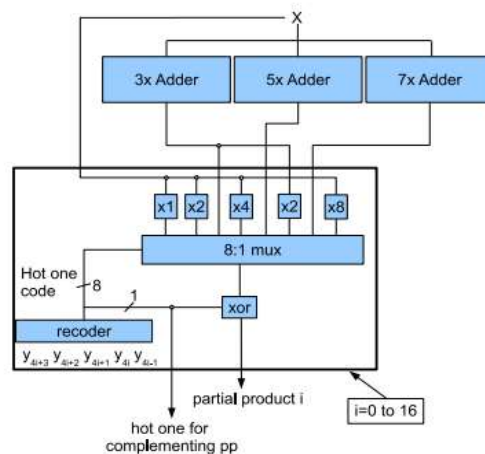 X
3x Adder 5x Adder 7x Adder
x1 x2 x4 x2 x8
8:1 mux
Hot one
code
8
1
xor
recoder
y4i+3 y4i+2 y4i+1 y4i y4i-1
partial product i
i=0 to 16
hot one for
complementing pp